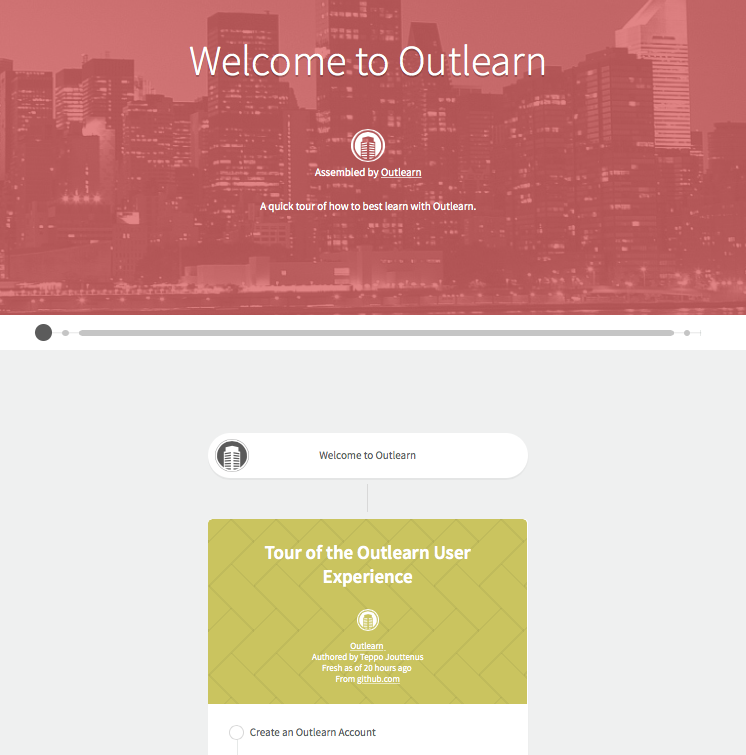 Welcome to Outlearn
Assembled by Outlearn
A quick tour of how to best learn with Outlearn.
Welcome to Outlearn
Tour of the Outlearn User
Experience
Outlearn
Authored by Teppo Jouttenus
Fresh as of 20 hours ago
From github.com
Create an Outlearn Account